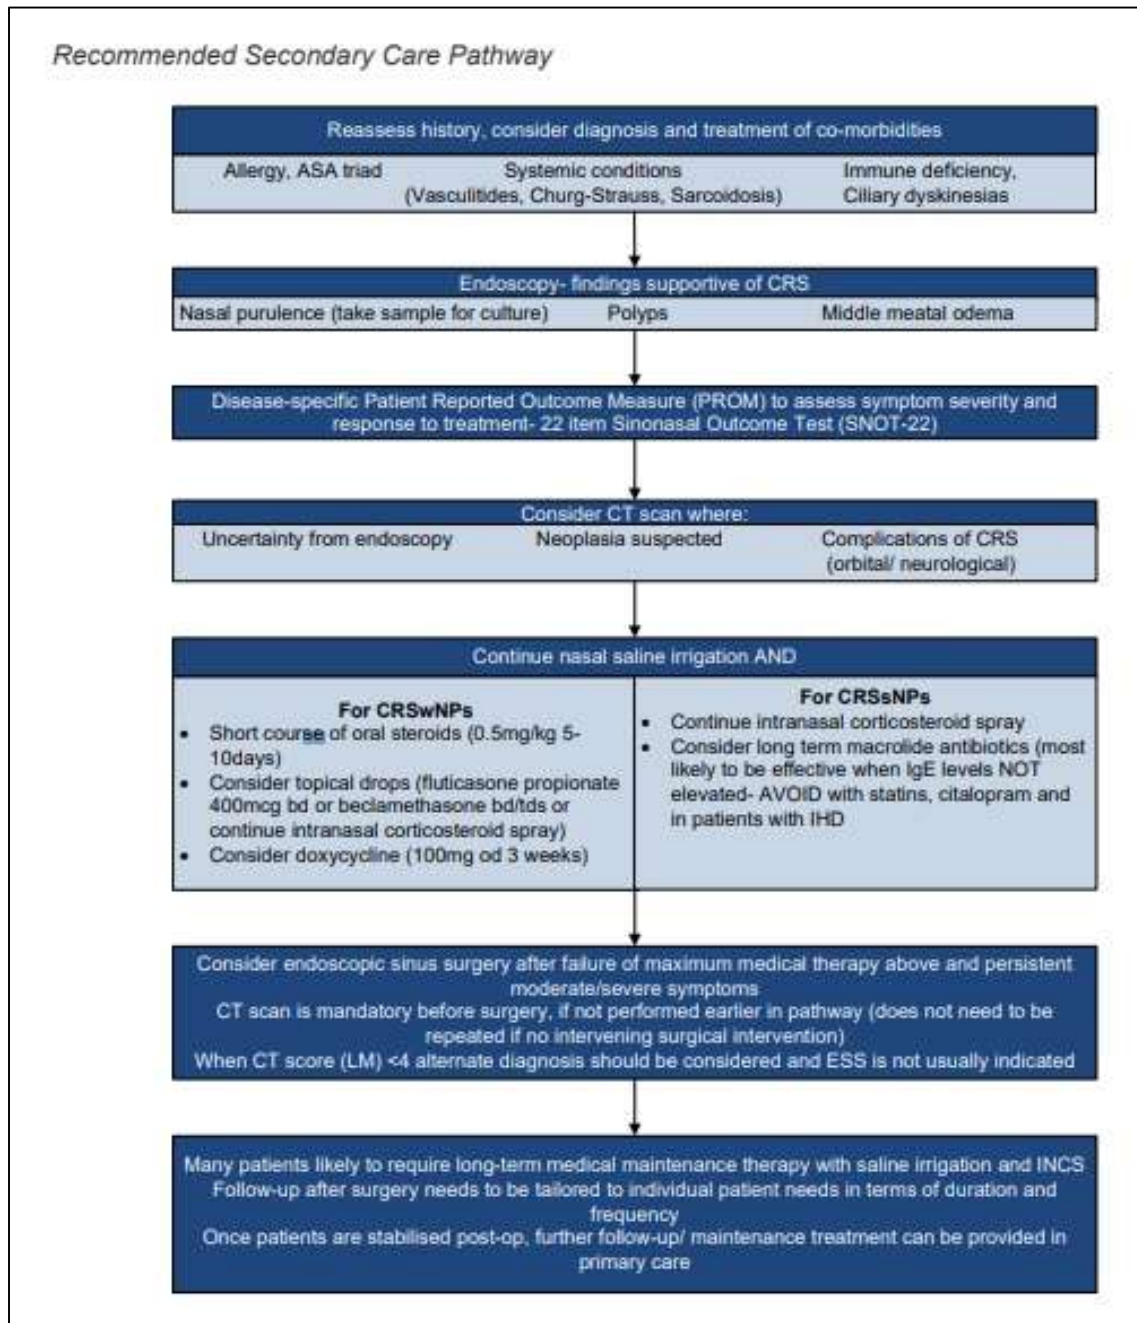 Recommended Secondary Care Pathway
Reassess history, consider diagnosis and treatment of co-morbidities
Allergy, ASA triad
Systemic conditions
(Vasculitides, Churg-Strauss, Sarcoidosis)
Immune deficiency,
Ciliary dyskinesias
Endoscopy- findings supportive of CRS
Nasal purulence (take sample for culture)
Polyps
Middle meatal odema
Disease-specific Patient Reported Outcome Measure (PROM) to assess symptom severity and
response to treatment- 22 item Sinonasal Outcome Test (SNOT-22)
Consider CT scan where:
Uncertainty from endoscopy
Neoplasia suspected
Complications of CRS
(orbital/ neurological)
Continue nasal saline irrigation AND
For CRSwNPs
• Short course of oral steroids (0.5mg/kg 5-
10days)
• Consider topical drops (fluticasone propionate
400mcg bd or beclamethasone bd/tds or
continue intranasal corticosteroid spray)
• Consider doxycycline (100mg od 3 weeks)
For CRSsNPs
• Continue intranasal corticosteroid spray
• Consider long term macrolide antibiotics (most
likely to be effective when IgE levels NOT
elevated- AVOID with statins, citalopram and
in patients with IHD
Consider endoscopic sinus surgery after failure of maximum medical therapy above and persistent
moderate/severe symptoms
CT scan is mandatory before surgery, if not performed earlier in pathway (does not need to be
repeated if no intervening surgical intervention)
When CT score (LM) <4 alternate diagnosis should be considered and ESS is not usually indicated
Many patients likely to require long-term medical maintenance therapy with saline irrigation and INCS
Follow-up after surgery needs to be tailored to individual patient needs in terms of duration and
frequency
Once patients are stabilised post-op, further follow-up/ maintenance treatment can be provided in
primary care